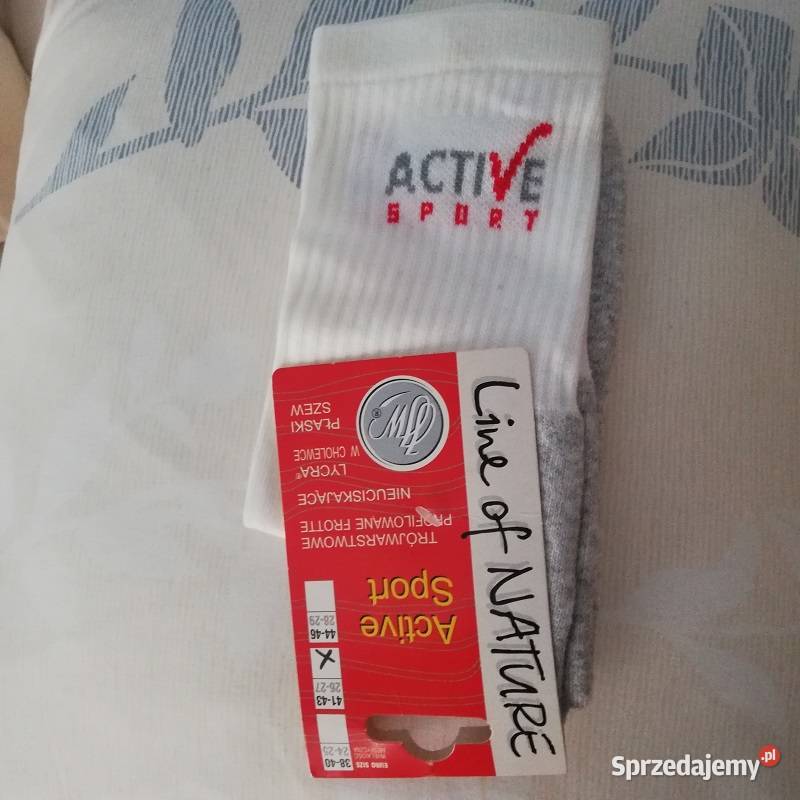 ACTIVE
SPORT
Line of NATURE
EURO SIZE
WIELKOŚĆ
38-40
24-25
41-43
26-27
X
44-46
28-29
Active
Sport
TRÓJWARSTWOWE
PROFILOWANE FROTTE
NIEUCISKAJĄCE
LYCRA®
W CHOLEWCE
PŁASKI
SZEW
®
Sprzedajemy.pl